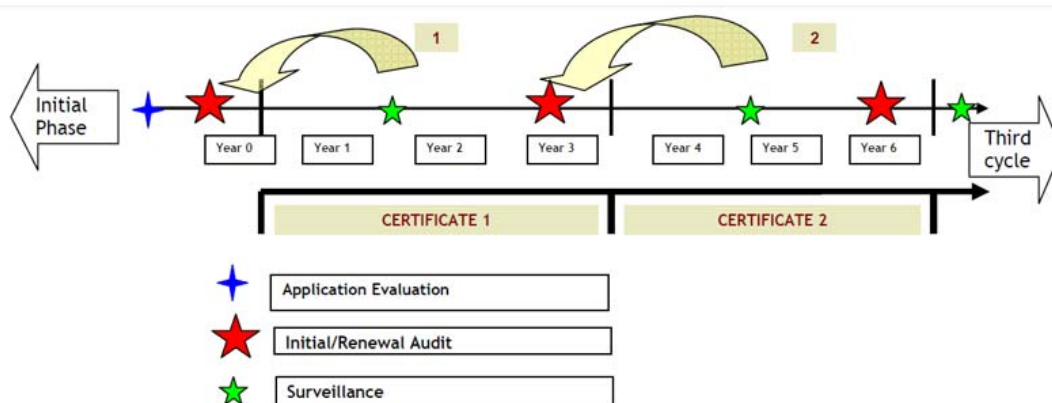 1
2
Initial
Phase
Year 0
Year 1
Year 2
Year 3
Year 4
Year 5
Year 6
Third
cycle
CERTIFICATE 1
CERTIFICATE 2
Application Evaluation
Initial/Renewal Audit
Surveillance